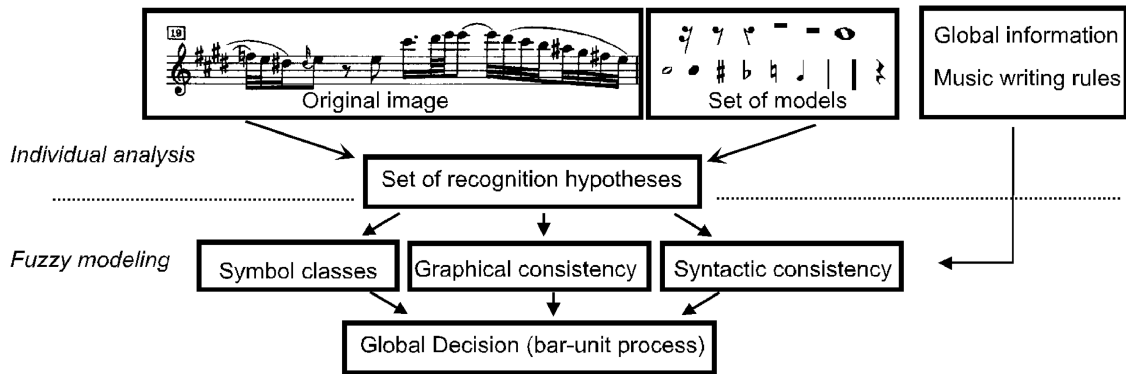 19
Original image
Set of models
Global information
Music writing rules
Individual analysis
Set of recognition hypotheses
Fuzzy modeling
Symbol classes
Graphical consistency
Syntactic consistency
Global Decision (bar-unit process)